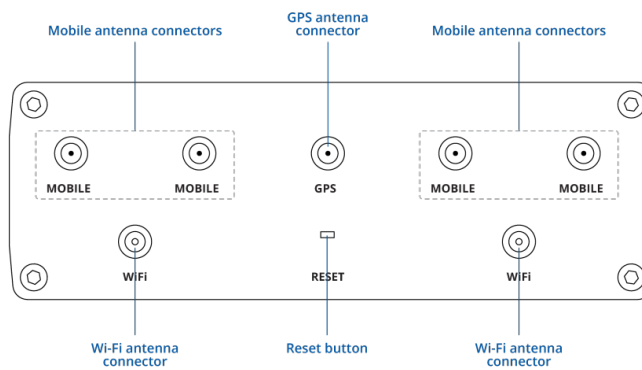 Mobile antenna connectors
GPS antenna
connector
Mobile antenna connectors
MOBILE
MOBILE
GPS
MOBILE
MOBILE
WiFi
RESET
WiFi
Wi-Fi antenna
connector
Reset button
Wi-Fi antenna
connector